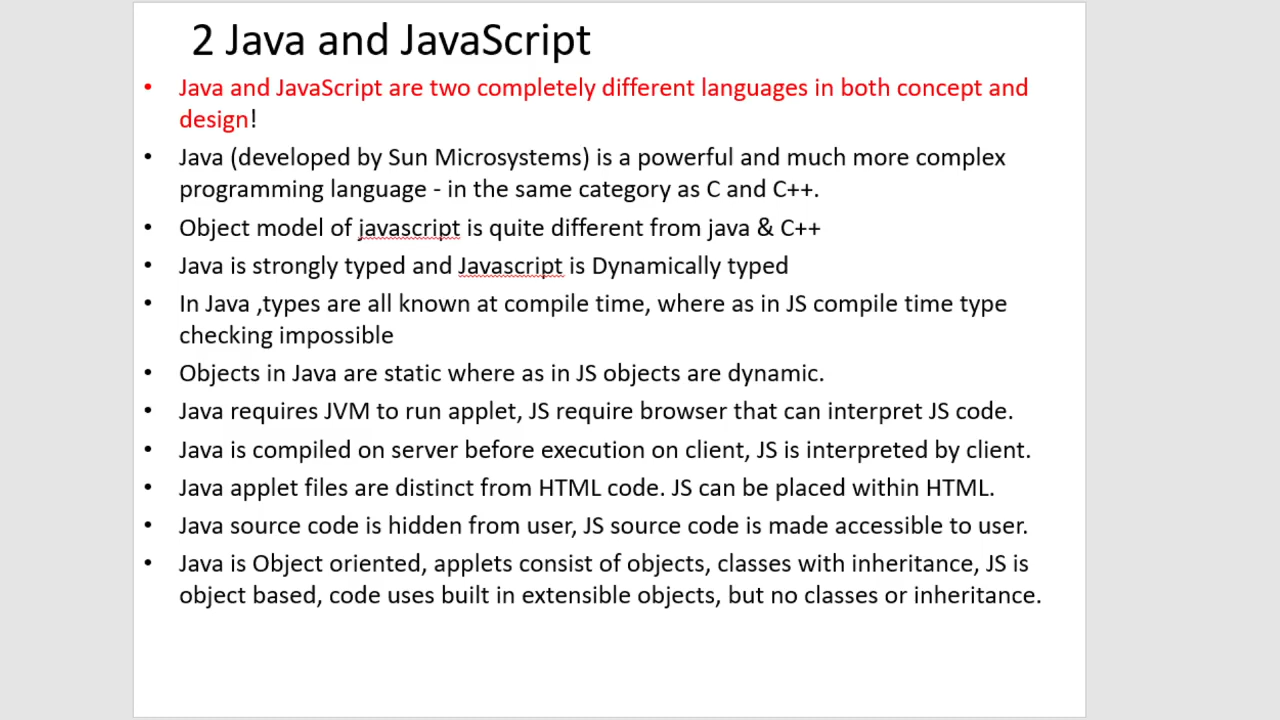 2 Java and JavaScript
• Java and JavaScript are two completely different languages in both concept and
design!
• Java (developed by Sun Microsystems) is a powerful and much more complex
programming language - in the same category as C and C++.
• Object model of javascript is quite different from java & C++
• Java is strongly typed and Javascript is Dynamically typed
• In Java ,types are all known at compile time, where as in JS compile time type
checking impossible
• Objects in Java are static where as in JS objects are dynamic.
• Java requires JVM to run applet, JS require browser that can interpret JS code.
• Java is compiled on server before execution on client, JS is interpreted by client.
• Java applet files are distinct from HTML code. JS can be placed within HTML.
• Java source code is hidden from user, JS source code is made accessible to user.
• Java is Object oriented, applets consist of objects, classes with inheritance, JS is
object based, code uses built in extensible objects, but no classes or inheritance.